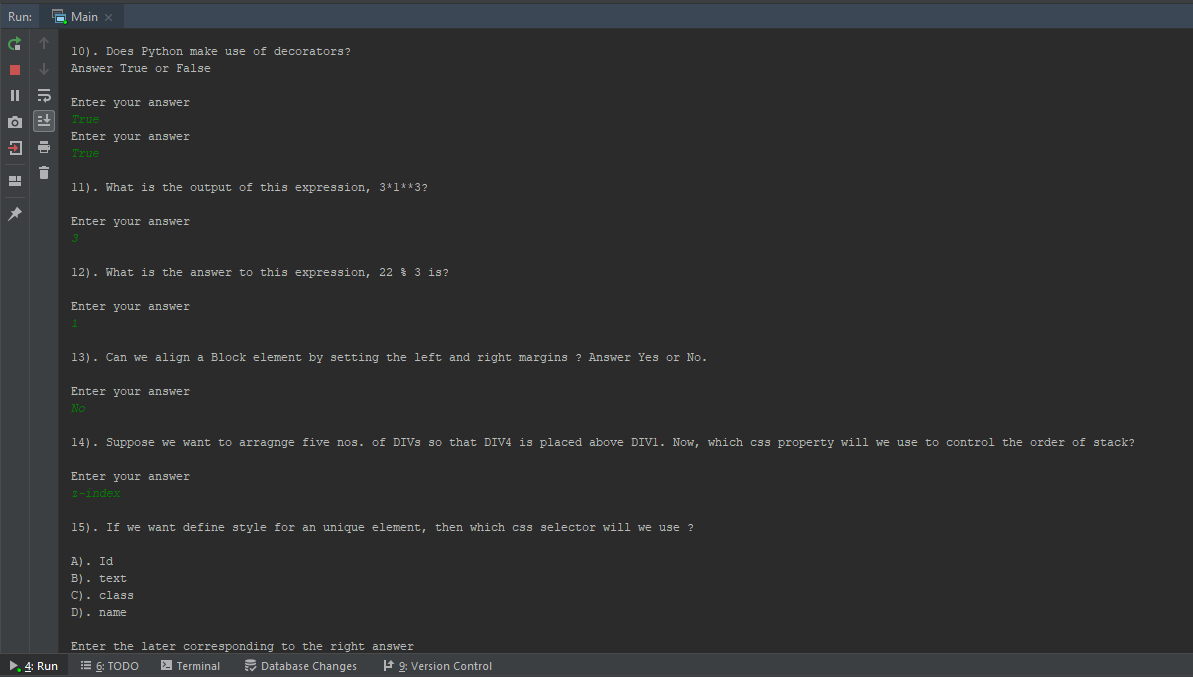 Run: Main
10). Does Python make use of decorators?
Answer True or False
Enter your answer
True
Enter your answer
True
11). What is the output of this expression, 3*1**3?
Enter your answer
3
12). What is the answer to this expression, 22 % 3 is?
Enter your answer
1
13). Can we align a Block element by setting the left and right margins ? Answer Yes or No.
Enter your answer
No
14). Suppose we want to arragnge five nos. of DIVs so that DIV4 is placed above DIV1. Now, which css property will we use to control the order of stack?
Enter your answer
z-index
15). If we want define style for an unique element, then which css selector will we use ?
A). Id
B). text
C). class
D). name
Enter the later corresponding to the right answer
4: Run 6: TODO Terminal Database Changes 9: Version Control